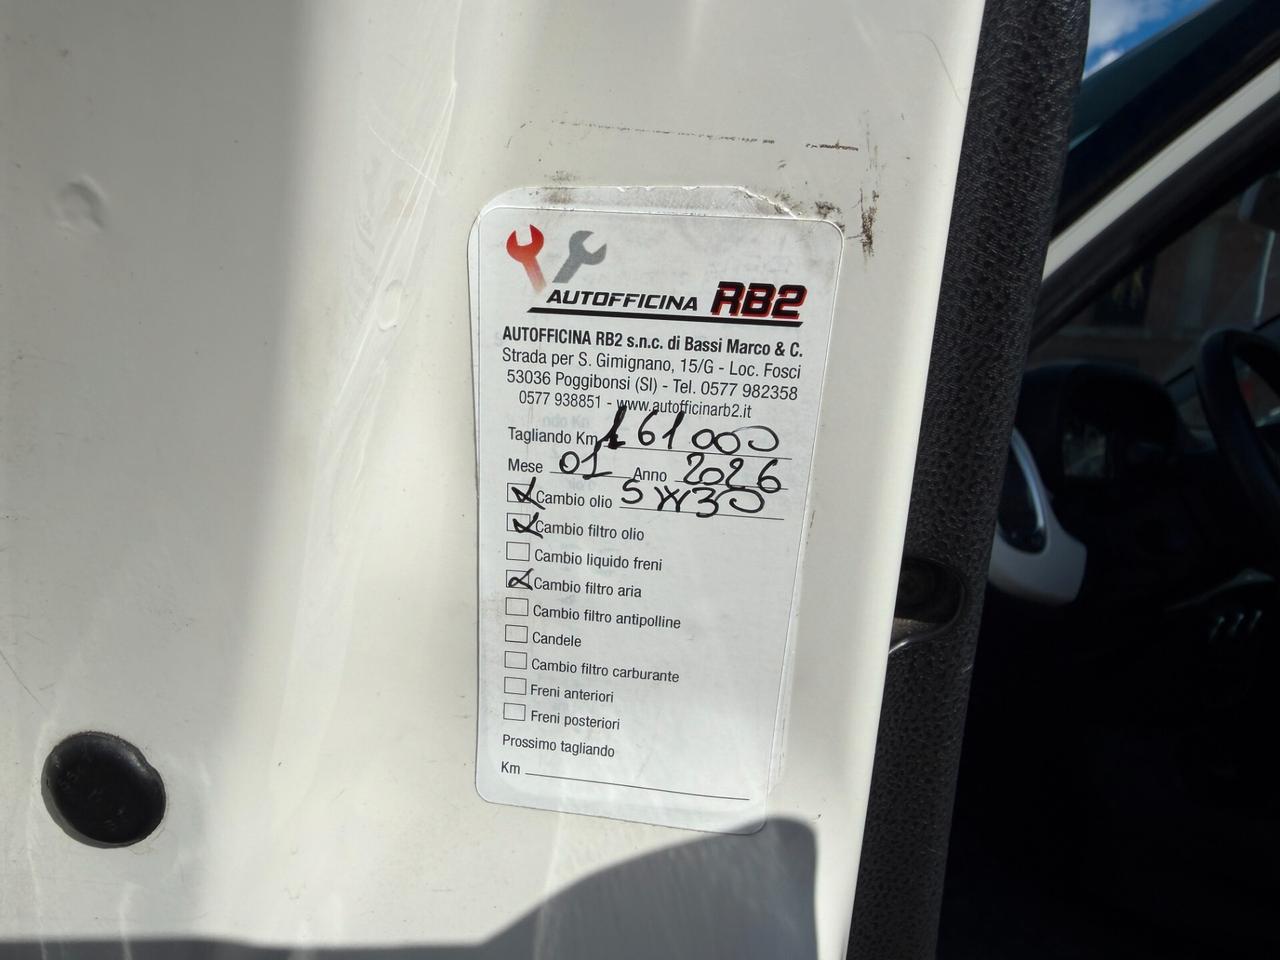 AUTOFFICINA RB2
AUTOFFICINA RB2 s.n.c. di Bassi Marco & C.
Strada per S. Gimignano, 15/G - Loc. Fosci
53036 Poggibonsi (SI) - Tel. 0577 982358
0577 938851 - www.autofficinarb2.it
Tagliando Km 161000
Mese 01 Anno 2026
Cambio olio 5W30
Cambio filtro olio
Cambio liquido freni
Cambio filtro aria
Cambio filtro antipolline
Candele
Cambio filtro carburante
Freni anteriori
Freni posteriori
Prossimo tagliando
Km